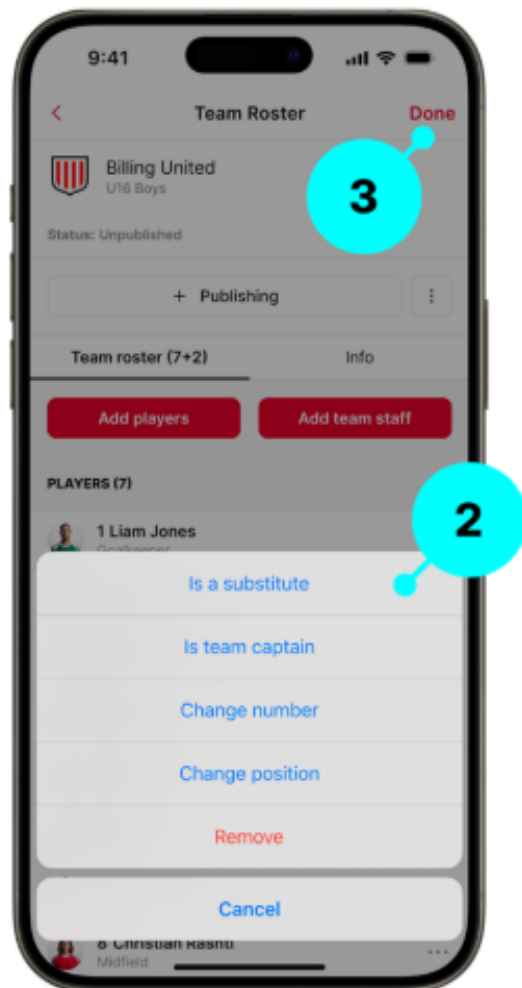 9:41
Team Roster
Done
Billing United
U16 Boys
3
Status: Unpublished
+ Publishing
Team roster (7+2)
Info
Add players
Add team staff
PLAYERS (7)
2
1 Liam Jones
Goalkeeper
Is a substitute
Is team captain
Change number
Change position
Remove
Cancel
8 Christian Rashti
Midfield